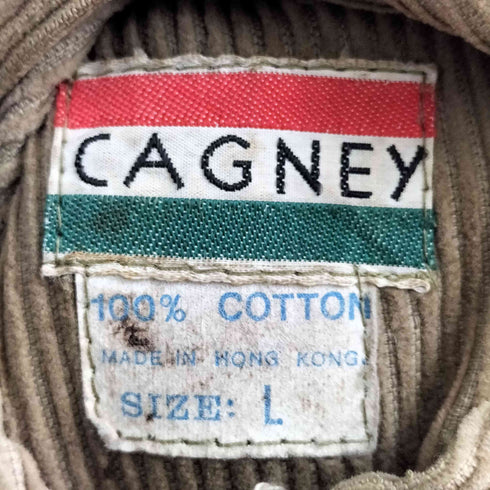 CAGNEY
100% COTTON
MADE IN HONG KONG
SIZE: L